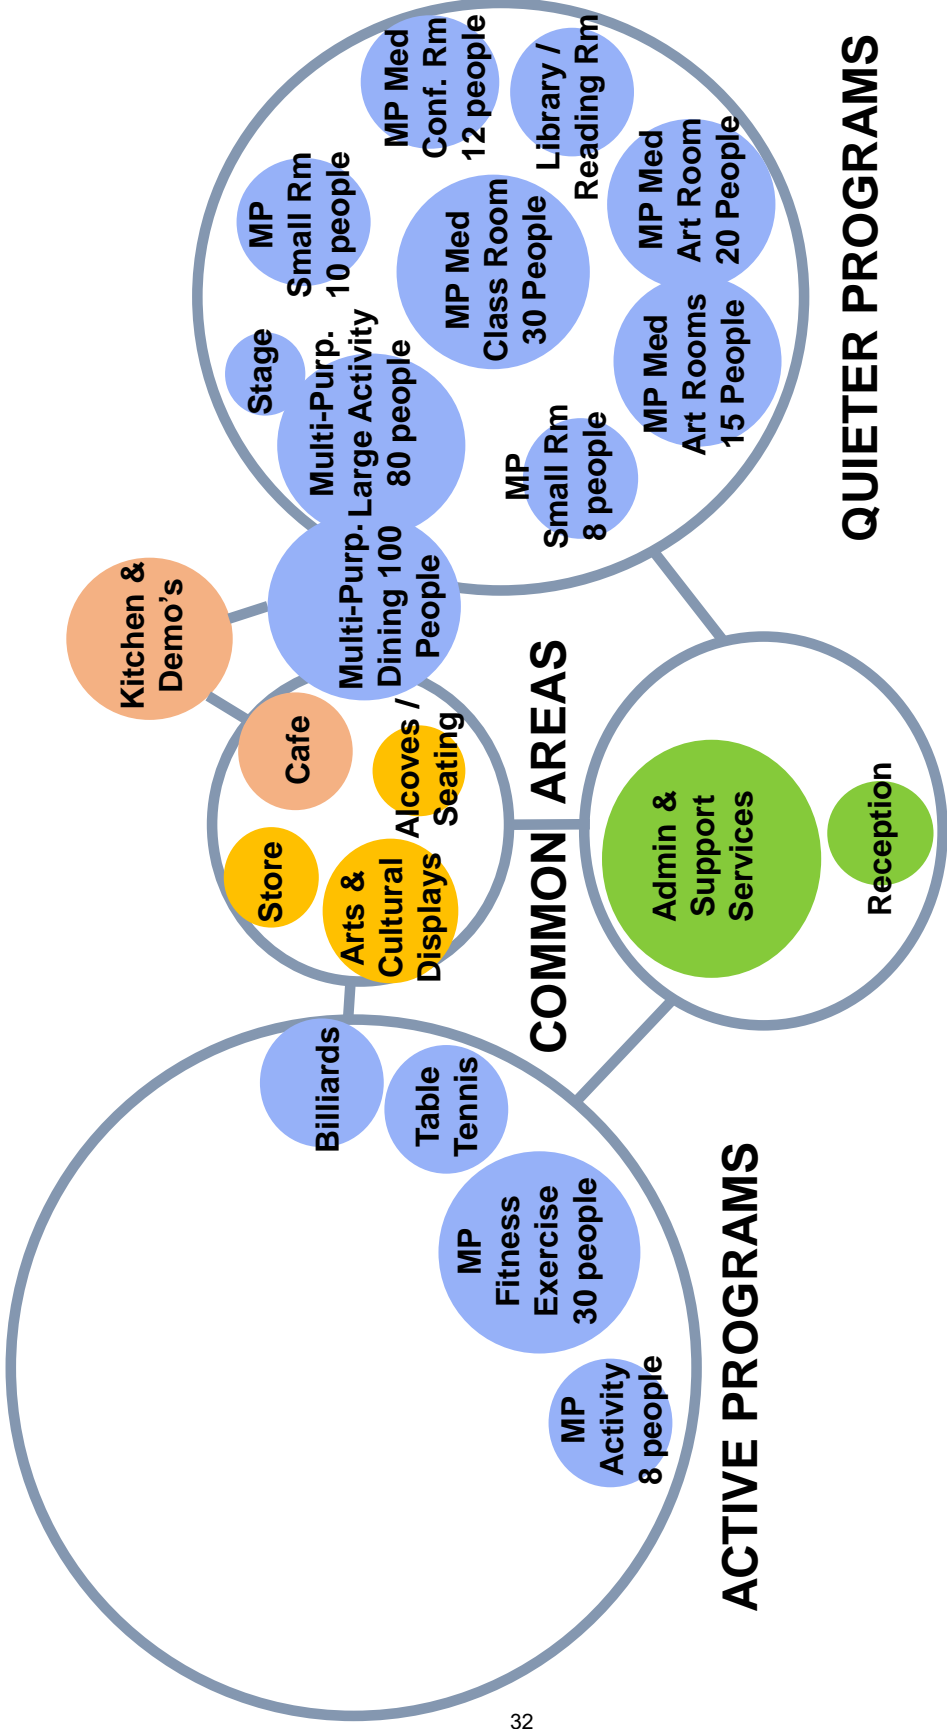 Kitchen &
Demo's
Cafe
Store
Arts &
Cultural
Displays
Alcoves /
Seating
COMMON AREAS
Billiards
Table
Tennis
MP
Fitness
Exercise
30 people
MP
Activity
8 people
ACTIVE PROGRAMS
Multi-Purp.
Dining 100
People
Multi-Purp.
Large Activity
80 people
Stage
MP
Small Rm
10 people
MP Med
Conf. Rm
12 people
Library /
Reading Rm
MP Med
Class Room
30 People
MP
Small Rm
8 people
MP Med
Art Rooms
15 People
MP Med
Art Room
20 People
QUIETER PROGRAMS
Admin &
Support
Services
Reception
32